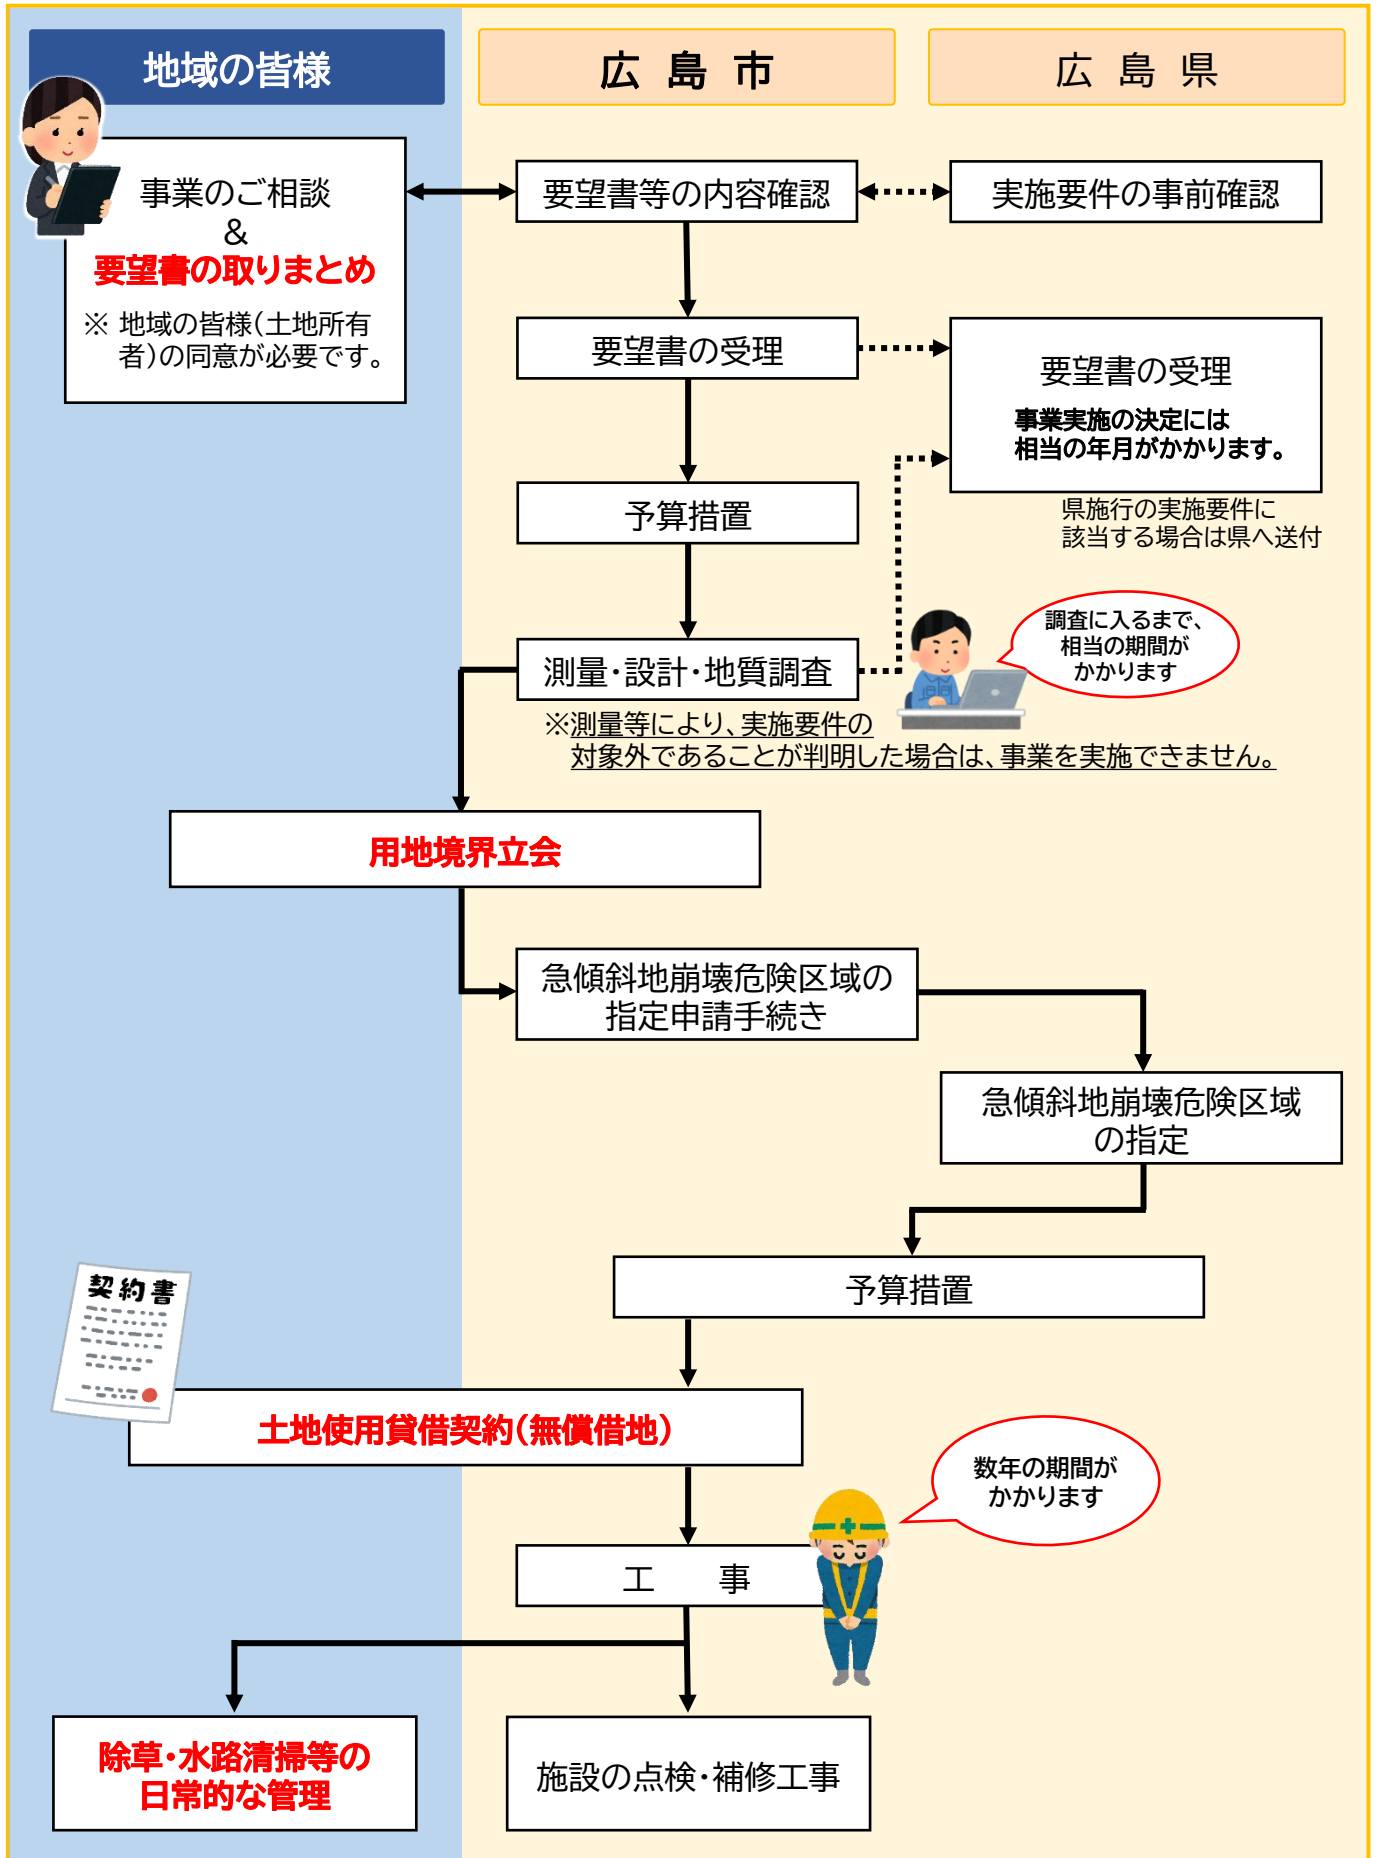 地域の皆様
広島市
広島県
事業のご相談
&
要望書の取りまとめ
※ 地域の皆様(土地所有
者)の同意が必要です。
要望書等の内容確認
実施要件の事前確認
要望書の受理
要望書の受理
事業実施の決定には
相当の年月がかかります。
県施行の実施要件に
該当する場合は県へ送付
予算措置
調査に入るまで、
相当の期間が
かかります
測量・設計・地質調査
※測量等により、実施要件の
対象外であることが判明した場合は、事業を実施できません。
用地境界立会
急傾斜地崩壊危険区域の
指定申請手続き
急傾斜地崩壊危険区域
の指定
予算措置
契約書
土地使用貸借契約(無償借地)
数年の期間が
かかります
工 事
除草・水路清掃等の
日常的な管理
施設の点検・補修工事